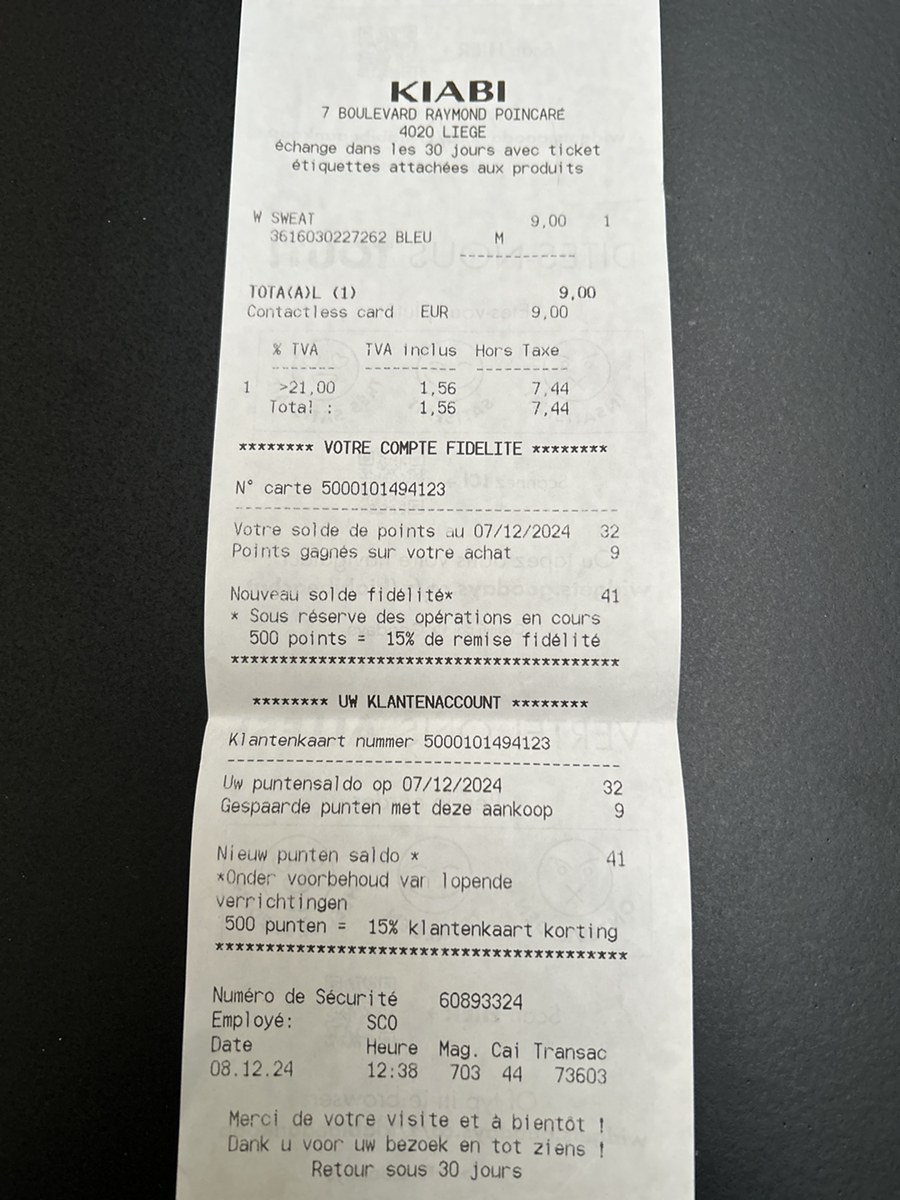 KIABI
7 BOULEVARD RAYMOND POINCARÉ
4020 LIEGE
échange dans les 30 jours avec ticket
étiquettes attachées aux produits
W SWEAT 9,00 1
3616030227262 BLEU M
------------
TOTA(A)L (1) 9,00
Contactless card EUR 9,00
% TVA TVA inclus Hors Taxe
------- ---------- ----------
1 >21,00 1,56 7,44
Total : 1,56 7,44
******** VOTRE COMPTE FIDELITE ********
N° carte 5000101494123
----------------------------------------
Votre solde de points au 07/12/2024 32
Points gagnés sur votre achat 9
Nouveau solde fidélité* 41
* Sous réserve des opérations en cours
500 points = 15% de remise fidélité
****************************************
******** UW KLANTENACCOUNT ********
Klantenkaart nummer 5000101494123
----------------------------------------
Uw puntensaldo op 07/12/2024 32
Gespaarde punten met deze aankoop 9
Nieuw punten saldo * 41
*Onder voorbehoud van lopende
verrichtingen
500 punten = 15% klantenkaart korting
****************************************
Numéro de Sécurité 60893324
Employé: SCO
Date Heure Mag. Cai Transac
08.12.24 12:38 703 44 73603
Merci de votre visite et à bientôt !
Dank u voor uw bezoek en tot ziens !
Retour sous 30 jours